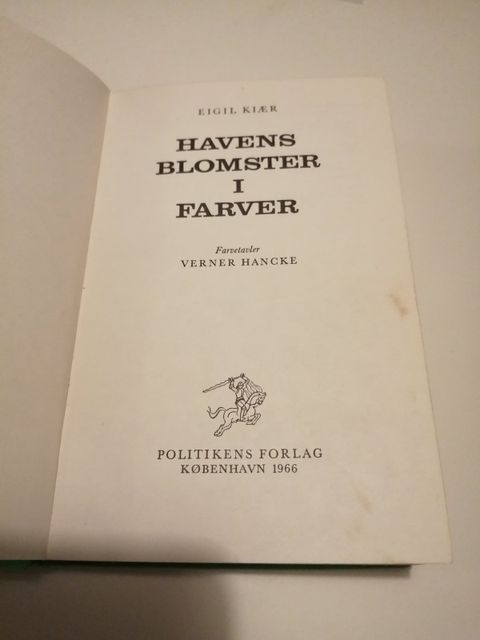 EIGIL KIÆR
HAVENS
BLOMSTER
I
FARVER
Farvetavler
VERNER HANCKE
POLITIKENS FORLAG
KØBENHAVN 1966